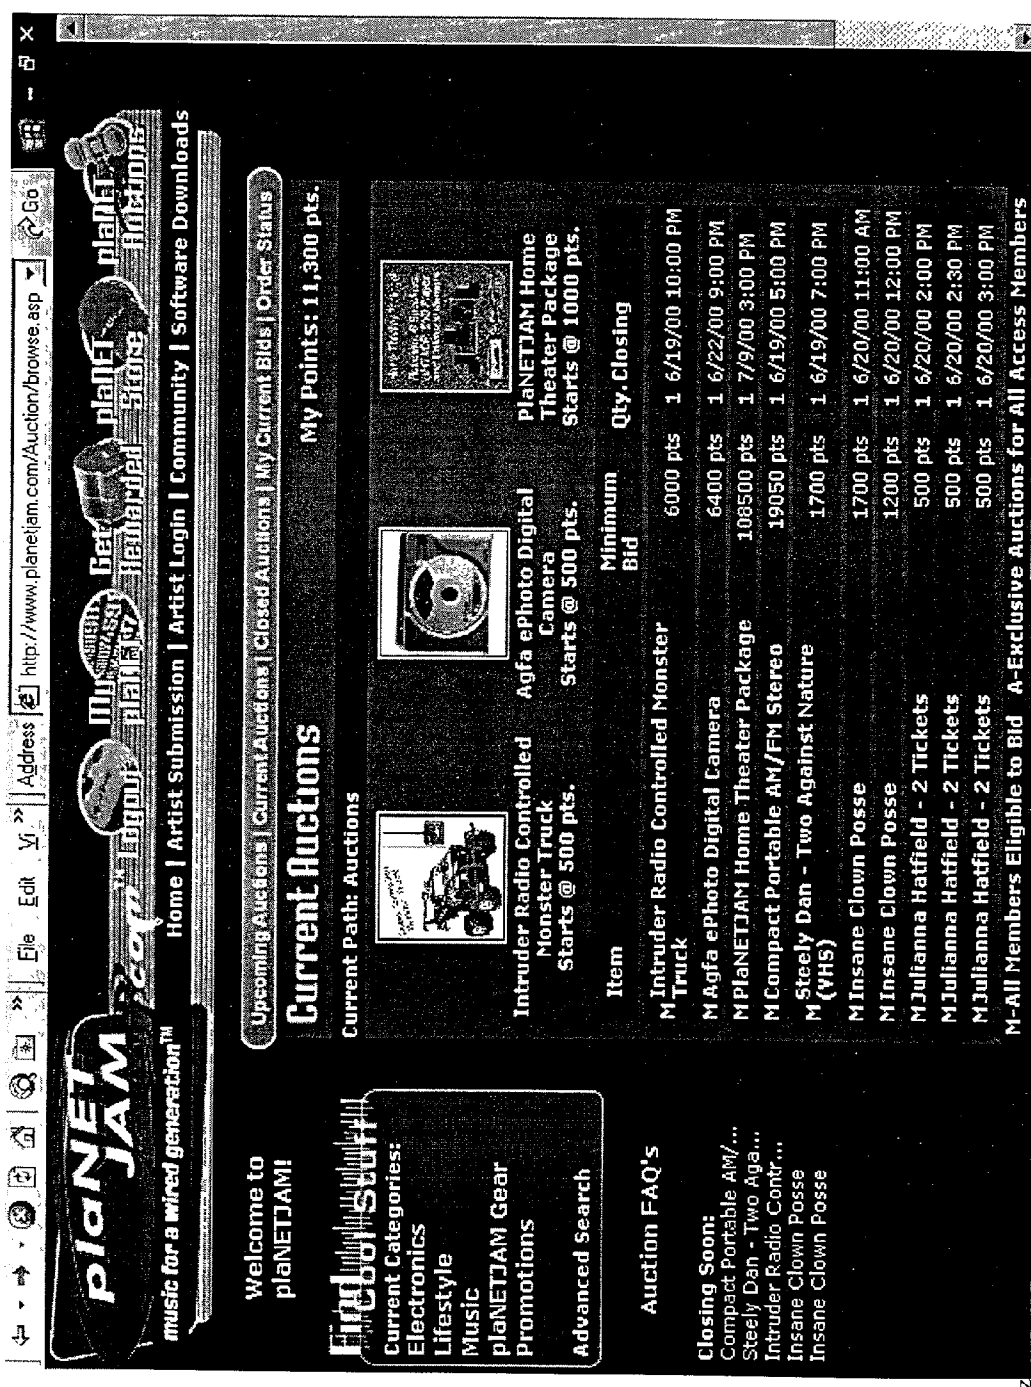 File Edit Vi » Address http://www.planetjam.com/Auction/browse.asp Go
plaNET JAM
music for a wired generation™
Logout
My plaNET
Get Rewarded
plaNET Store
plaNET Auctions
Home | Artist Submission | Artist Login | Community | Software Downloads
Welcome to
plaNETJAM!
Find cool stuff
Current Categories:
Electronics
Lifestyle
Music
plaNETJAM Gear
Promotions
Advanced Search
Auction FAQ's
Closing Soon:
Compact Portable AM/...
Steely Dan - Two Aga...
Intruder Radio Contr...
Insane Clown Posse
Insane Clown Posse
Upcoming Auctions | Current Auctions | Closed Auctions | My Current Bids | Order Status
Current Auctions My Points: 11,300 pts.
Current Path: Auctions
Intruder Radio Controlled
Monster Truck
Starts @ 500 pts.
Agfa ePhoto Digital
Camera
Starts @ 500 pts.
PlaNETJAM Home
Theater Package
Starts @ 1000 pts.
Item Minimum Bid Qty. Closing
M Intruder Radio Controlled Monster Truck 6000 pts 1 6/19/00 10:00 PM
M Agfa ePhoto Digital Camera 6400 pts 1 6/22/00 9:00 PM
M PlaNETJAM Home Theater Package 108500 pts 1 7/9/00 3:00 PM
M Compact Portable AM/FM Stereo 19050 pts 1 6/19/00 5:00 PM
M Steely Dan - Two Against Nature (VHS) 1700 pts 1 6/19/00 7:00 PM
M Insane Clown Posse 1700 pts 1 6/20/00 11:00 AM
M Insane Clown Posse 1200 pts 1 6/20/00 12:00 PM
M Julianna Hatfield - 2 Tickets 500 pts 1 6/20/00 2:00 PM
M Julianna Hatfield - 2 Tickets 500 pts 1 6/20/00 2:30 PM
M Julianna Hatfield - 2 Tickets 500 pts 1 6/20/00 3:00 PM
M-All Members Eligible to Bid A-Exclusive Auctions for All Access Members